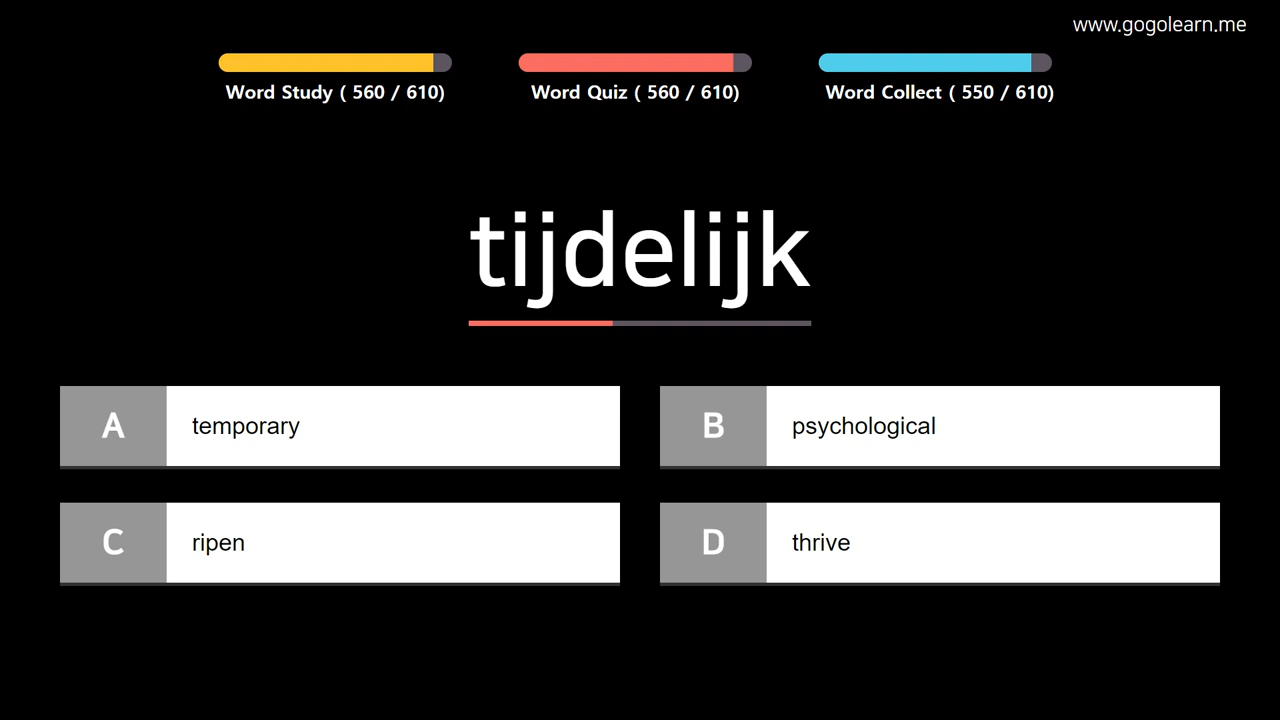 www.gogolearn.me
Word Study ( 560 / 610)
Word Quiz ( 560 / 610)
Word Collect ( 550 / 610)
tijdelijk
A temporary
B psychological
C ripen
D thrive